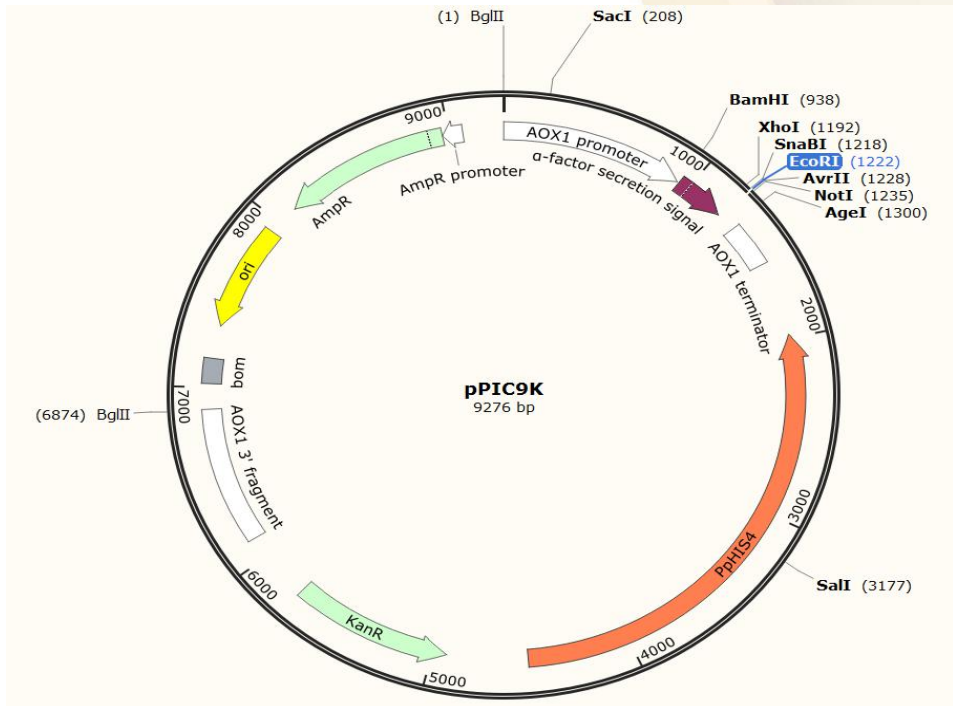 (1) BglII
SacI (208)
BamHI (938)
XhoI (1192)
SnaBI (1218)
EcoRI (1222)
AvrII (1228)
NotI (1235)
AgeI (1300)
9000
AOX1 promoter
1000
α-factor secretion signal
AmpR promoter
AmpR
8000
ori
AOX1 terminator
2000
bom
7000
(6874) BglII
pPIC9K
9276 bp
AOX1 3' fragment
3000
PpHIS4
SalI (3177)
6000
KanR
4000
5000